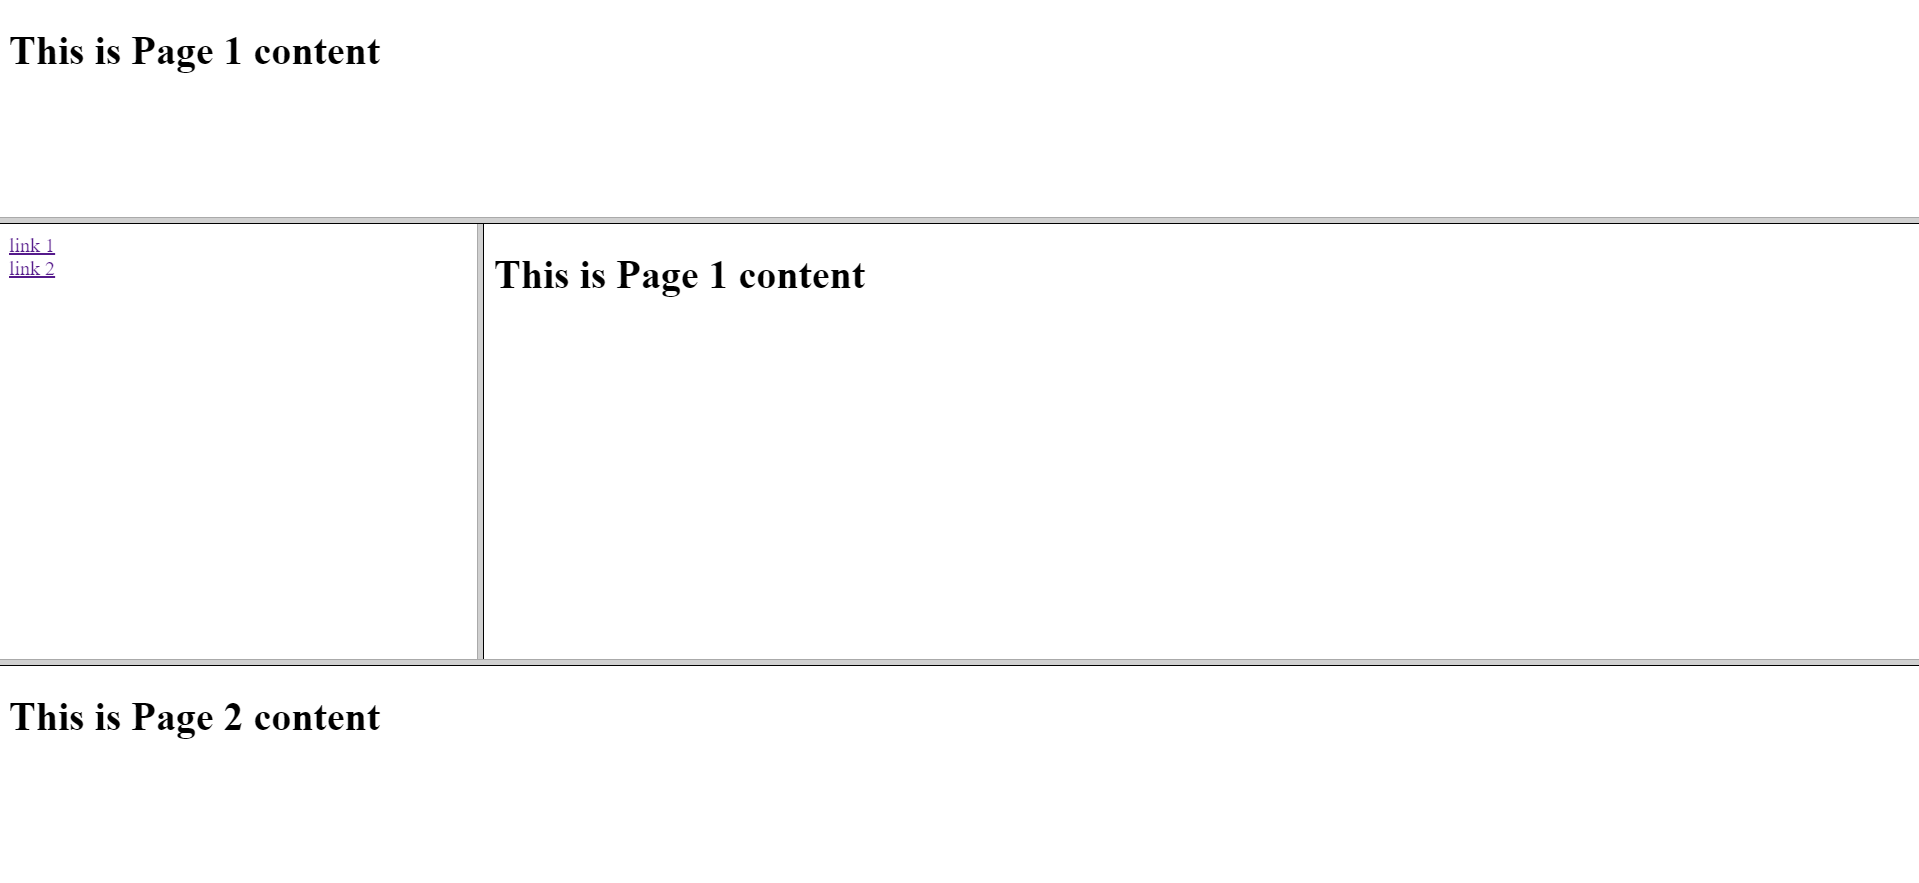 This is Page 1 content
link 1
link 2
This is Page 1 content
This is Page 2 content